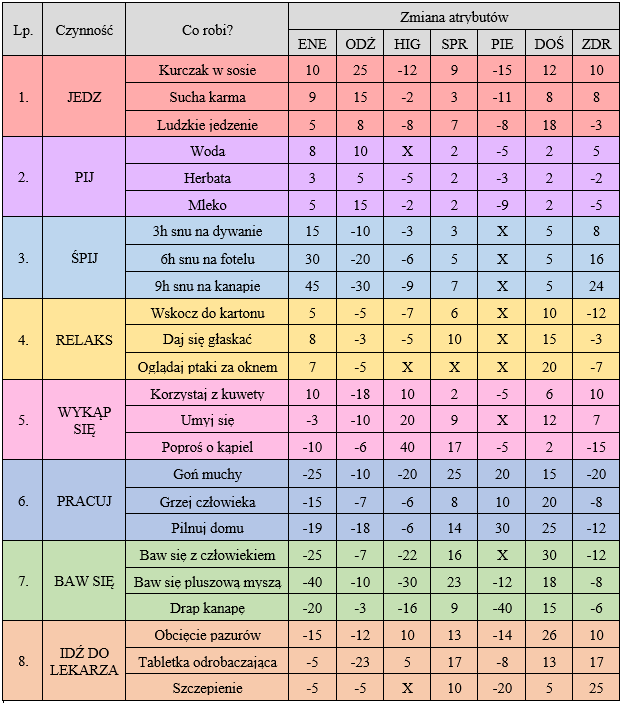 Lp. Czynność Co robi? Zmiana atrybutów
ENE ODŻ HIG SPR PIE DOŚ ZDR
1. JEDZ
Kurczak w sosie 10 25 -12 9 -15 12 10
Sucha karma 9 15 -2 3 -11 8 8
Ludzkie jedzenie 5 8 -8 7 -8 18 -3
2. PIJ
Woda 8 10 X 2 -5 2 5
Herbata 3 5 -5 2 -3 2 -2
Mleko 5 15 -2 2 -9 2 -5
3. ŚPIJ
3h snu na dywanie 15 -10 -3 3 X 5 8
6h snu na fotelu 30 -20 -6 5 X 5 16
9h snu na kanapie 45 -30 -9 7 X 5 24
4. RELAKS
Wskocz do kartonu 5 -5 -7 6 X 10 -12
Daj się głaskać 8 -3 -5 10 X 15 -3
Oglądaj ptaki za oknem 7 -5 X X X 20 -7
5. WYKĄP
SIĘ
Korzystaj z kuwety 10 -18 10 2 -5 6 10
Umyj się -3 -10 20 9 X 12 7
Poproś o kąpiel -10 -6 40 17 -5 2 -15
6. PRACUJ
Goń muchy -25 -10 -20 25 20 15 -20
Grzej człowieka -15 -7 -6 8 10 20 -8
Pilnuj domu -19 -18 -6 14 30 25 -12
7. BAW SIĘ
Baw się z człowiekiem -25 -7 -22 16 X 30 -12
Baw się pluszową myszą -40 -10 -30 23 -12 18 -8
Drap kanapę -20 -3 -16 9 -40 15 -6
8. IDŹ DO
LEKARZA
Obcięcie pazurów -15 -12 10 13 -14 26 10
Tabletka odrobaczająca -5 -23 5 17 -8 13 17
Szczepienie -5 -5 X 10 -20 5 25